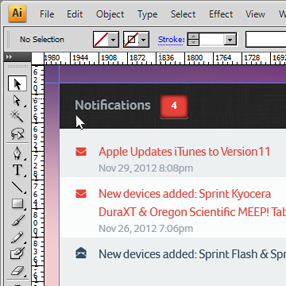 Ai File Edit Object Type Select Effect View
No Selection Stroke:
1980 1944 1908 1872 1836 1800 1764 1728 1692
Notifications 4
Apple Updates iTunes to Version11
Nov 29, 2012 8:08pm
New devices added: Sprint Kyocera
DuraXT & Oregon Scientific MEEP! Tab
Nov 26, 2012 7:06pm
New devices added: Sprint Flash & Spr